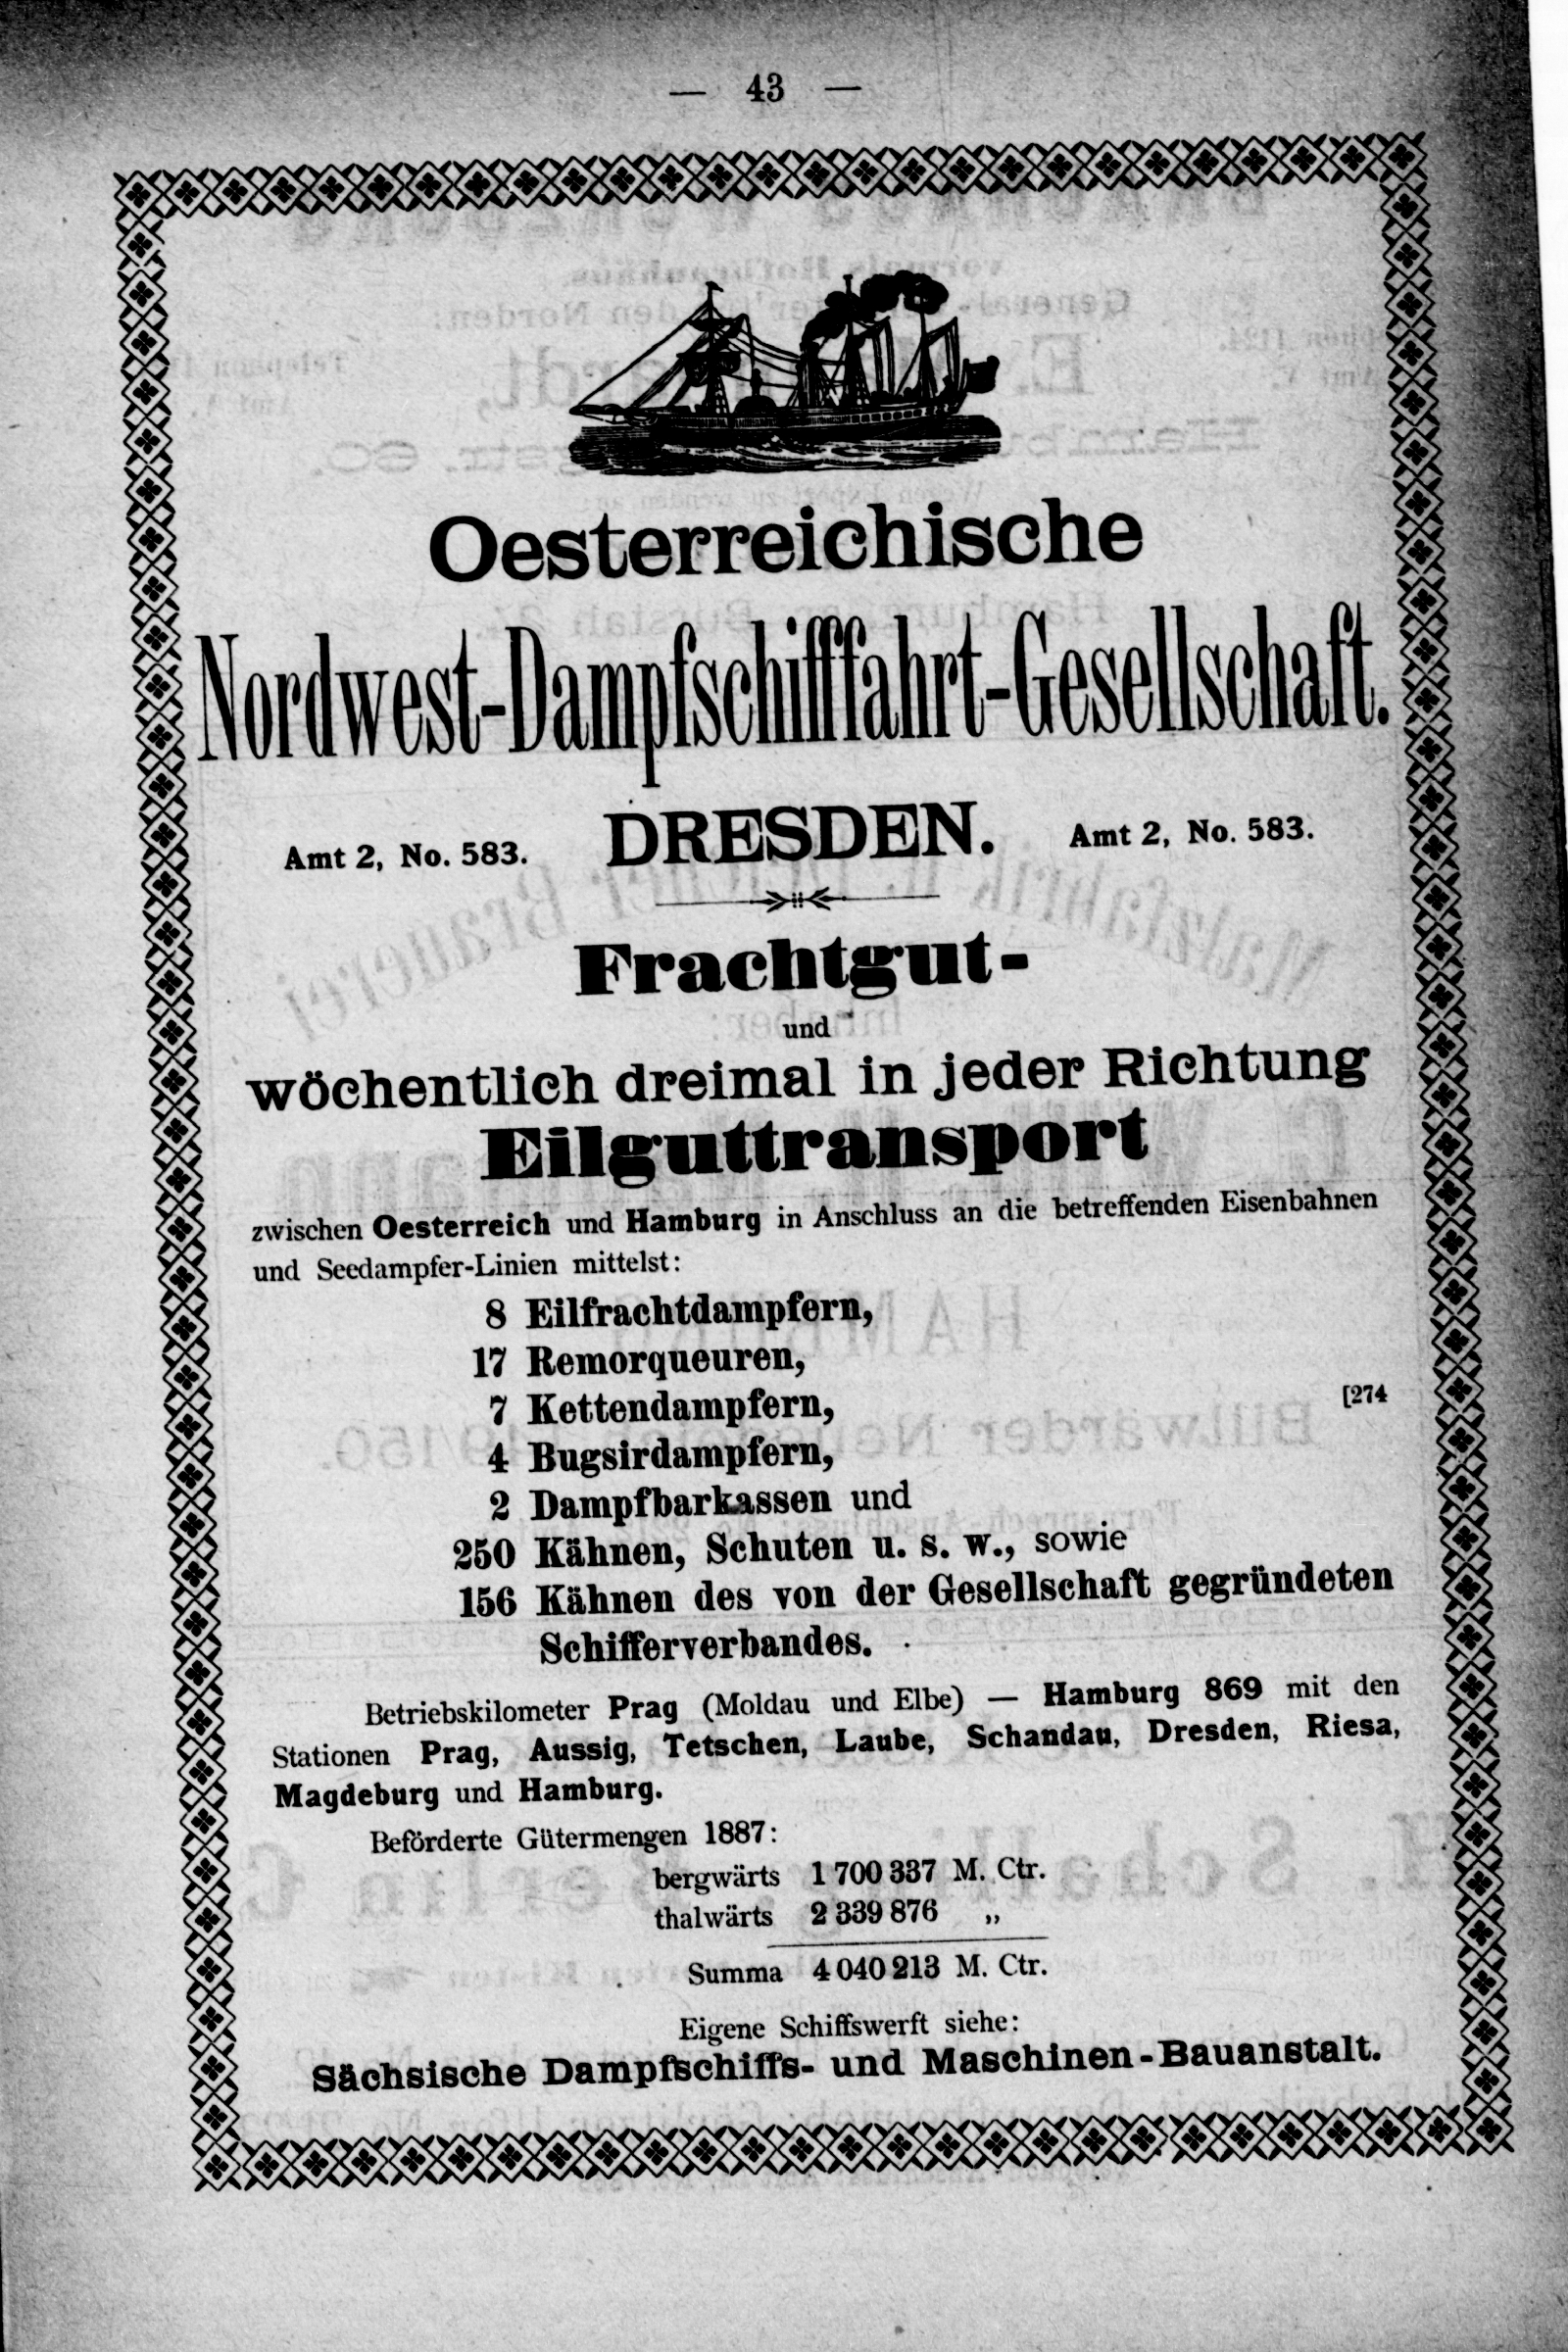 — 43 —
Oesterreichische
Nordwest-Dampfschifffahrt-Gesellschaft.
Amt 2, No. 583. DRESDEN. Amt 2, No. 583.
Frachtgut-
und
wöchentlich dreimal in jeder Richtung
Eilguttransport
zwischen Oesterreich und Hamburg in Anschluss an die betreffenden Eisenbahnen
und Seedampfer-Linien mittelst:
8 Eilfrachtdampfern,
17 Remorqueuren,
7 Kettendampfern, [274
4 Bugsirdampfern,
2 Dampfbarkassen und
250 Kähnen, Schuten u. s. w., sowie
156 Kähnen des von der Gesellschaft gegründeten
Schifferverbandes.
Betriebskilometer Prag (Moldau und Elbe) — Hamburg 869 mit den
Stationen Prag, Aussig, Tetschen, Laube, Schandau, Dresden, Riesa,
Magdeburg und Hamburg.
Beförderte Gütermengen 1887:
bergwärts 1 700 337 M. Ctr.
thalwärts 2 339 876 „
Summa 4 040 213 M. Ctr.
Eigene Schiffswerft siehe:
Sächsische Dampfschiffs- und Maschinen-Bauanstalt.